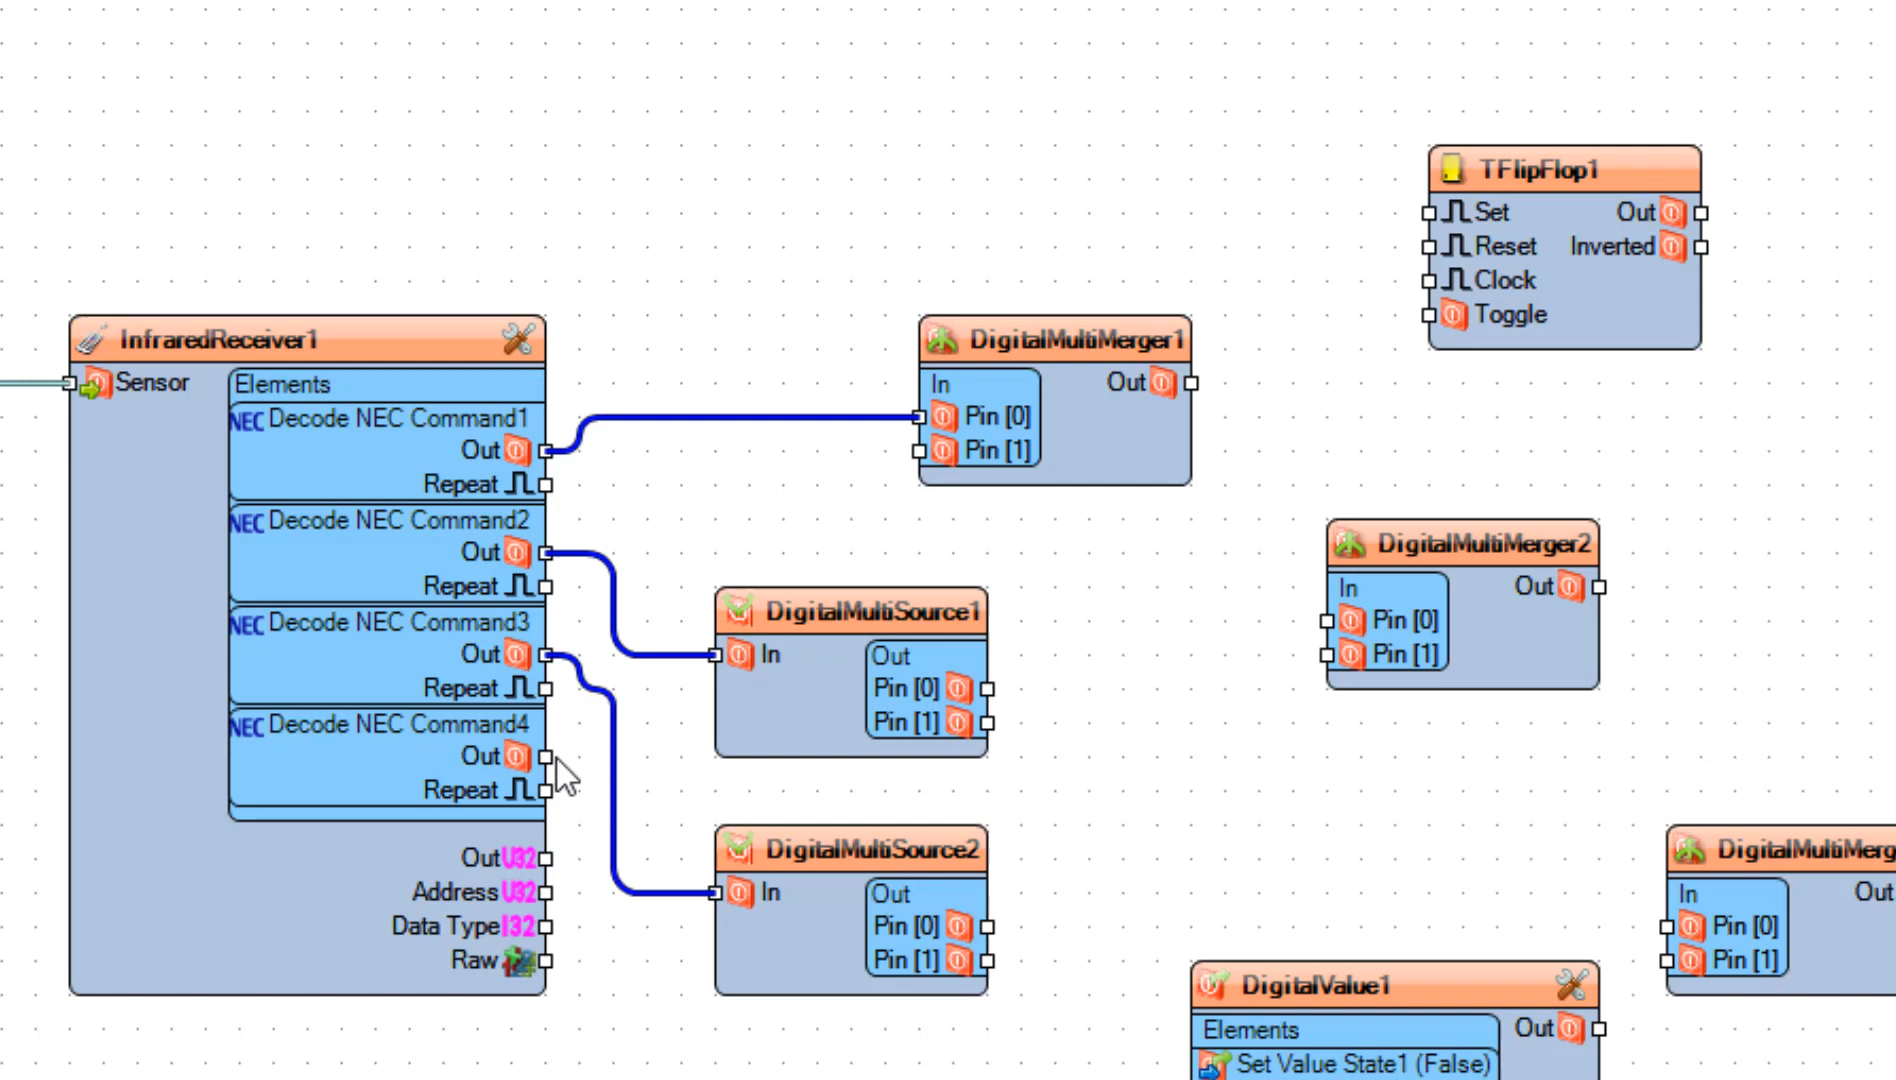 TFlipFlop1
Set Out
Reset Inverted
Clock
Toggle
InfraredReceiver1
Sensor
Elements
NEC Decode NEC Command1
Out
Repeat
NEC Decode NEC Command2
Out
Repeat
NEC Decode NEC Command3
Out
Repeat
NEC Decode NEC Command4
Out
Repeat
Out U32
Address U32
Data Type I32
Raw
DigitalMultiMerger1
In Out
Pin [0]
Pin [1]
DigitalMultiSource1
In Out
Pin [0]
Pin [1]
DigitalMultiSource2
In Out
Pin [0]
Pin [1]
DigitalMultiMerger2
In Out
Pin [0]
Pin [1]
DigitalMultiMerg
In Out
Pin [0]
Pin [1]
DigitalValue1
Elements Out
Set Value State1 (False)